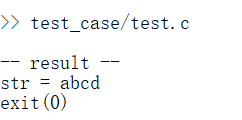 >> test_case/test.c
-- result --
str = abcd
exit(0)